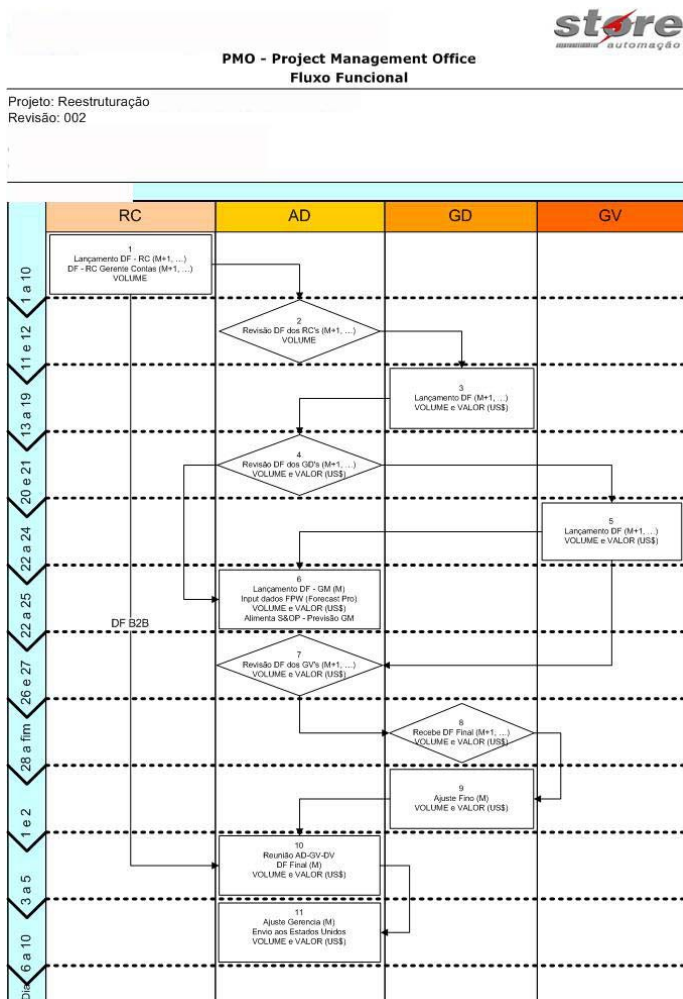 store
automação
PMO - Project Management Office
Fluxo Funcional
Projeto: Reestruturação
Revisão: 002
RC
AD
GD
GV
1 a 10
1
Lançamento DF - RC (M+1, ...)
DF - RC Gerente Contas (M+1, ...)
VOLUME
11 e 12
2
Revisão DF dos RC's (M+1, ...)
VOLUME
13 a 19
3
Lançamento DF (M+1, ...)
VOLUME e VALOR (US$)
20 e 21
4
Revisão DF dos GD's (M+1, ...)
VOLUME e VALOR (US$)
22 a 24
5
Lançamento DF (M+1, ...)
VOLUME e VALOR (US$)
22 a 25
6
Lançamento DF - GM (M)
Input dados FPW (Forecast Pro)
VOLUME e VALOR (US$)
Alimenta S&OP - Previsão GM
DF B2B
26 e 27
7
Revisão DF dos GV's (M+1, ...)
VOLUME e VALOR (US$)
28 a fim
8
Recebe DF Final (M+1, ...)
VOLUME e VALOR (US$)
1 e 2
9
Ajuste Fino (M)
VOLUME e VALOR (US$)
3 a 5
10
Reunião AD-GV-DV
DF Final (M)
VOLUME e VALOR (US$)
6 a 10
11
Ajuste Gerencia (M)
Envio aos Estados Unidos
VOLUME e VALOR (US$)